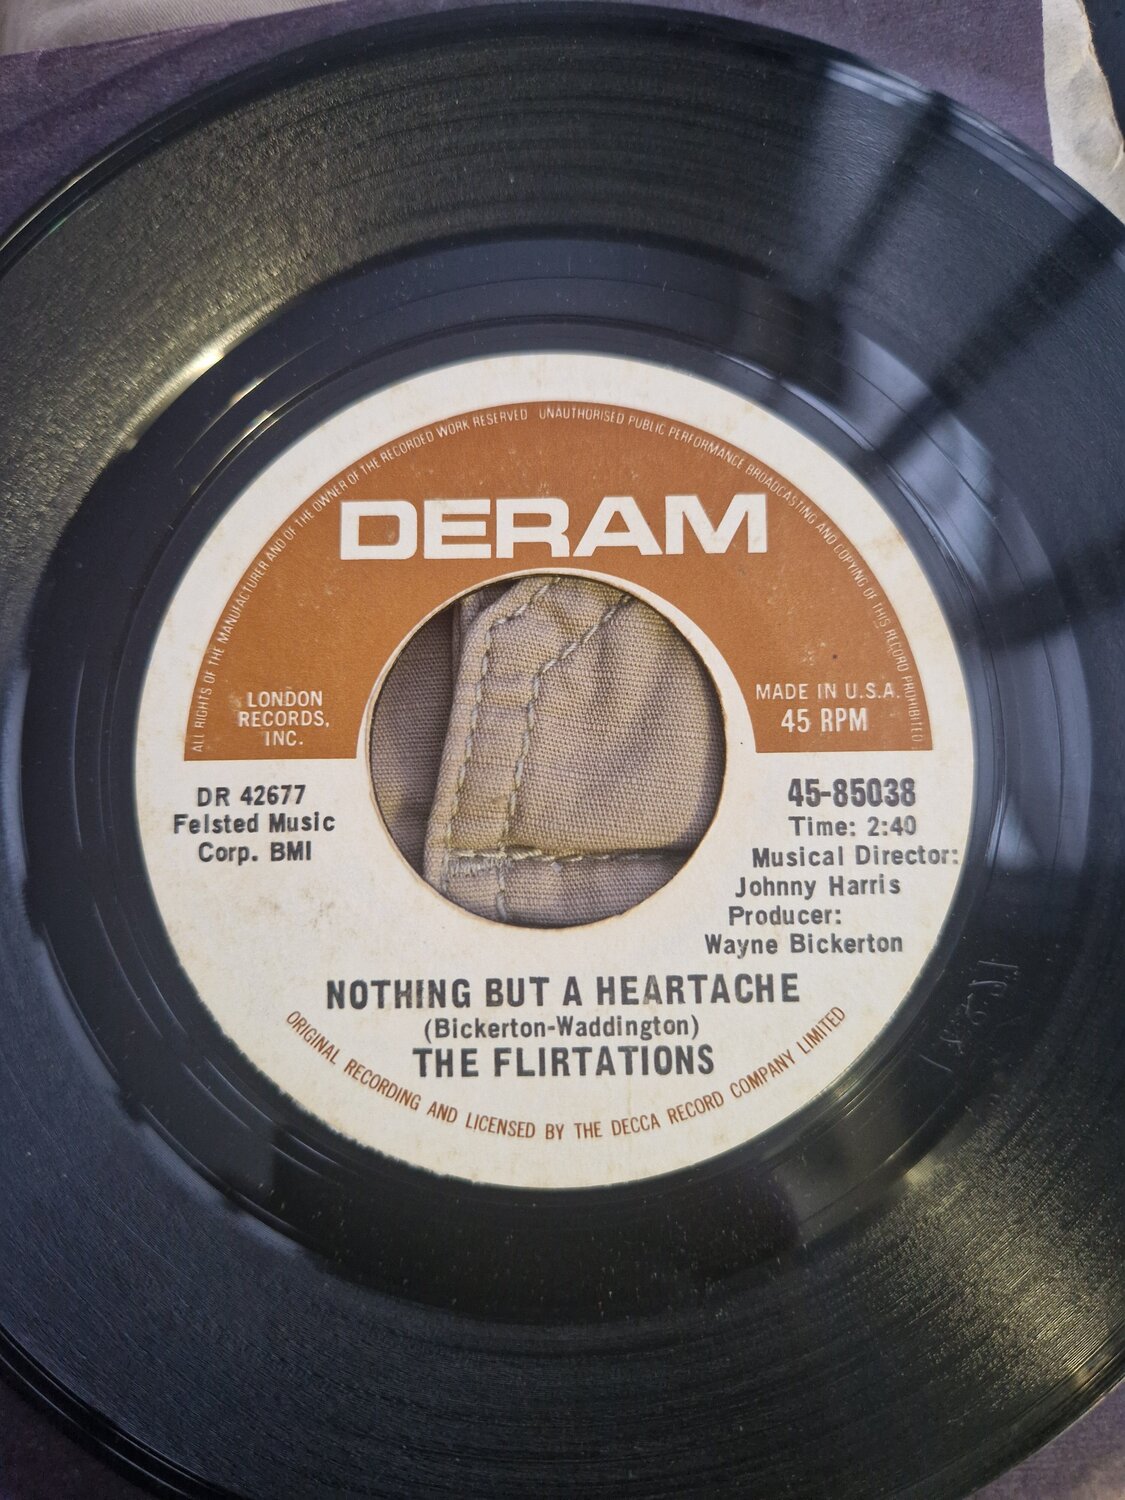 ALL RIGHTS OF THE MANUFACTURER AND OF THE OWNER OF THE RECORDED WORK RESERVED UNAUTHORISED PUBLIC PERFORMANCE BROADCASTING AND COPYING OF THIS RECORD PROHIBITED
DERAM
LONDON
RECORDS,
INC.
MADE IN U.S.A.
45 RPM
DR 42677
Felsted Music
Corp. BMI
45-85038
Time: 2:40
Musical Director:
Johnny Harris
Producer:
Wayne Bickerton
NOTHING BUT A HEARTACHE
(Bickerton-Waddington)
THE FLIRTATIONS
ORIGINAL RECORDING AND LICENSED BY THE DECCA RECORD COMPANY LIMITED